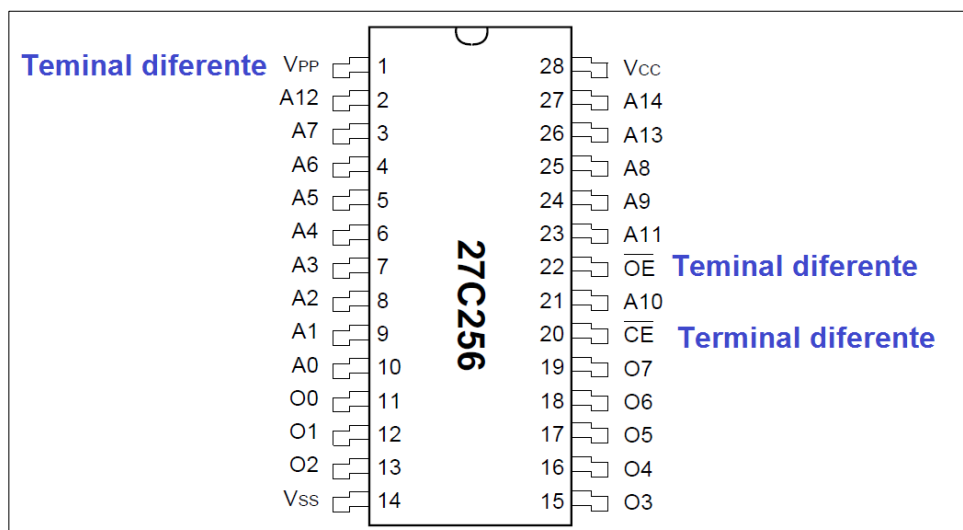 Teminal diferente VPP 1 28 VCC
A12 2 27 A14
A7 3 26 A13
A6 4 25 A8
A5 5 24 A9
A4 6 23 A11
A3 7 22 OE Teminal diferente
A2 8 21 A10
A1 9 20 CE Terminal diferente
A0 10 19 O7
O0 11 18 O6
O1 12 17 O5
O2 13 16 O4
VSS 14 15 O3
27C256